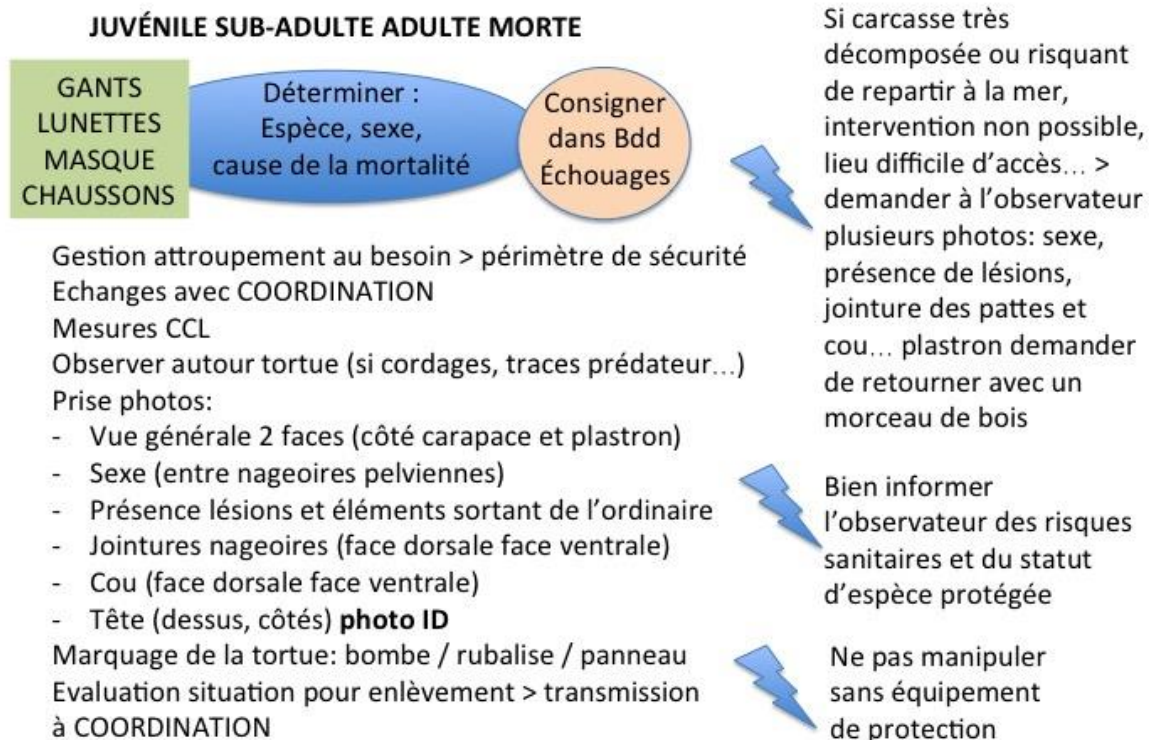 JUVÉNILE SUB-ADULTE ADULTE MORTE
GANTS
LUNETTES
MASQUE
CHAUSSONS
Déterminer :
Espèce, sexe,
cause de la mortalité
Consigner
dans Bdd
Échouages
Gestion attroupement au besoin > périmètre de sécurité
Echanges avec COORDINATION
Mesures CCL
Observer autour tortue (si cordages, traces prédateur…)
Prise photos:
- Vue générale 2 faces (côté carapace et plastron)
- Sexe (entre nageoires pelviennes)
- Présence lésions et éléments sortant de l’ordinaire
- Jointures nageoires (face dorsale face ventrale)
- Cou (face dorsale face ventrale)
- Tête (dessus, côtés) photo ID
Marquage de la tortue: bombe / rubalise / panneau
Evaluation situation pour enlèvement > transmission
à COORDINATION
Si carcasse très
décomposée ou risquant
de repartir à la mer,
intervention non possible,
lieu difficile d’accès… >
demander à l’observateur
plusieurs photos: sexe,
présence de lésions,
jointure des pattes et
cou… plastron demander
de retourner avec un
morceau de bois
Bien informer
l’observateur des risques
sanitaires et du statut
d’espèce protégée
Ne pas manipuler
sans équipement
de protection